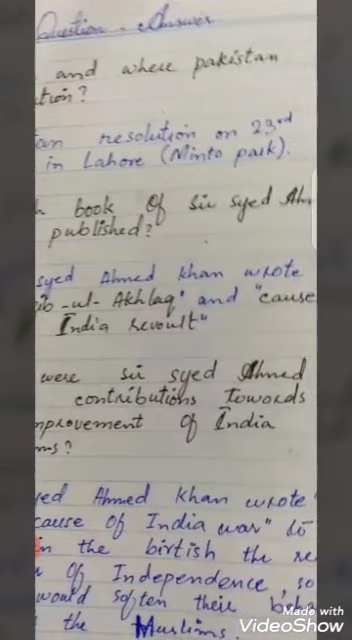 Question - Answer
and where pakistan
tion?
an resolution on 23rd
in Lahore (Minto park).
book of Sir syed Ah
published?
syed Ahmed khan wrote
ib-ul-Akhlaq" and "cause
India revoult"
were sir syed Ahmed
contributions Towards
mprovement of India
ms?
yed Ahmed Khan wrote
cause of India war" to
in the birtish the re
of Independence, so
would soften their
the Muslims
Made with
VideoShow